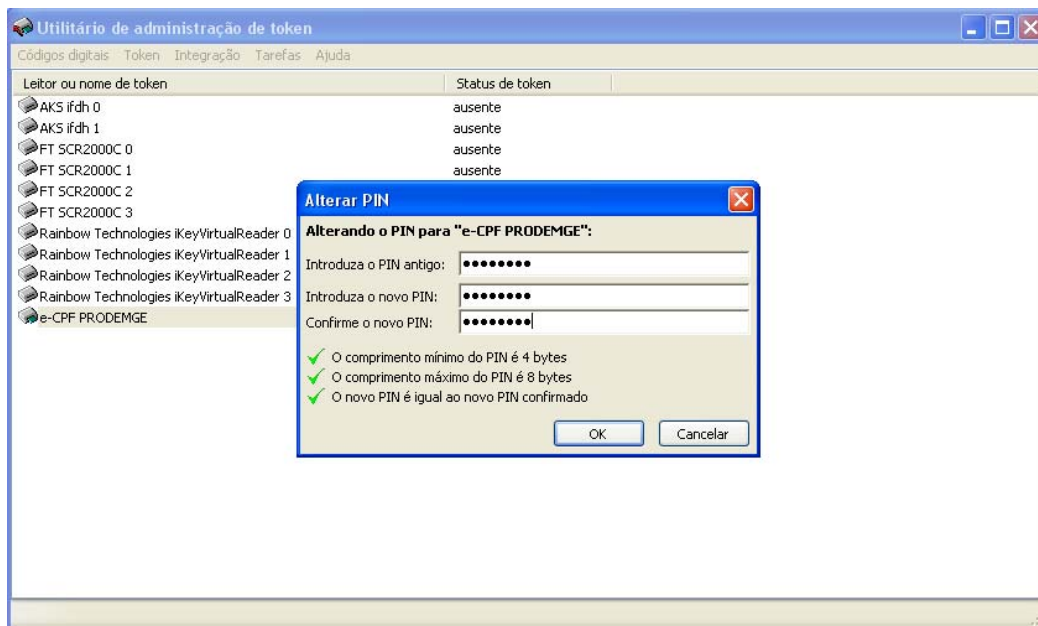 Utilitário de administração de token
Códigos digitais Token Integração Tarefas Ajuda
Leitor ou nome de token Status de token
AKS ifdh 0 ausente
AKS ifdh 1 ausente
FT SCR2000C 0 ausente
FT SCR2000C 1 ausente
FT SCR2000C 2
FT SCR2000C 3
Rainbow Technologies iKeyVirtualReader 0
Rainbow Technologies iKeyVirtualReader 1
Rainbow Technologies iKeyVirtualReader 2
Rainbow Technologies iKeyVirtualReader 3
e-CPF PRODEMGE
Alterar PIN
Alterando o PIN para "e-CPF PRODEMGE":
Introduza o PIN antigo: ●●●●●●●●
Introduza o novo PIN: ●●●●●●●●
Confirme o novo PIN: ●●●●●●●●
O comprimento mínimo do PIN é 4 bytes
O comprimento máximo do PIN é 8 bytes
O novo PIN é igual ao novo PIN confirmado
OK Cancelar